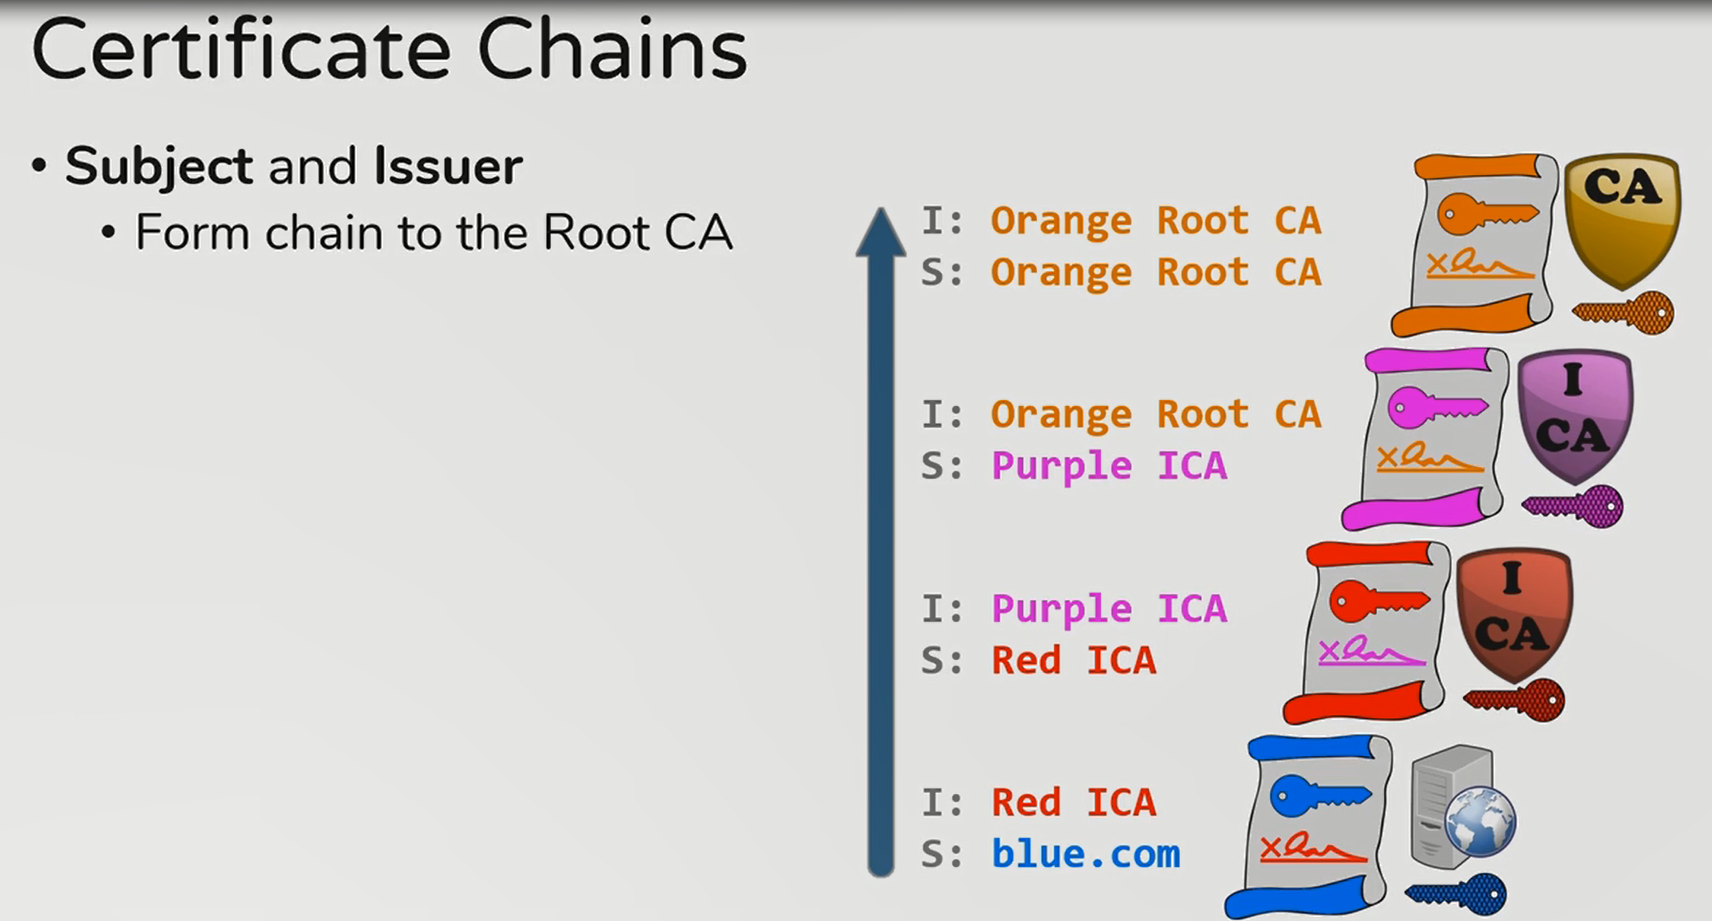 Certificate Chains
• Subject and Issuer
• Form chain to the Root CA
I: Orange Root CA
S: Orange Root CA
CA
I: Orange Root CA
S: Purple ICA
I
CA
I: Purple ICA
S: Red ICA
I
CA
I: Red ICA
S: blue.com